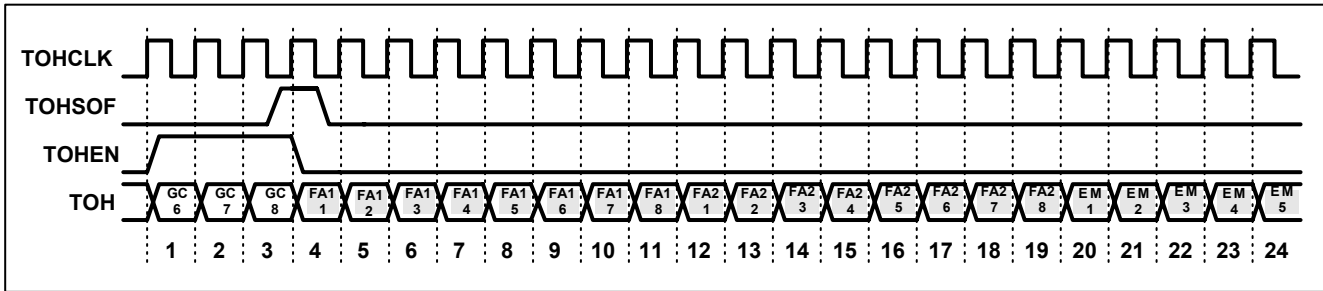 TOHCLK
TOHSOF
TOHEN
TOH GC 6 GC 7 GC 8 FA1 1 FA1 2 FA1 3 FA1 4 FA1 5 FA1 6 FA1 7 FA1 8 FA2 1 FA2 2 FA2 3 FA2 4 FA2 5 FA2 6 FA2 7 FA2 8 EM 1 EM 2 EM 3 EM 4 EM 5
1 2 3 4 5 6 7 8 9 10 11 12 13 14 15 16 17 18 19 20 21 22 23 24